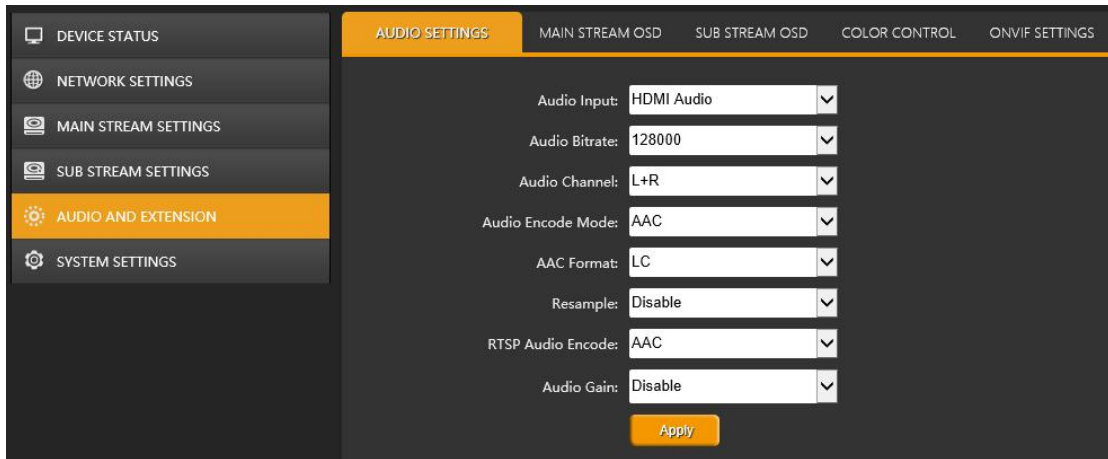 DEVICE STATUS
NETWORK SETTINGS
MAIN STREAM SETTINGS
SUB STREAM SETTINGS
AUDIO AND EXTENSION
SYSTEM SETTINGS
AUDIO SETTINGS MAIN STREAM OSD SUB STREAM OSD COLOR CONTROL ONVIF SETTINGS
Audio Input: HDMI Audio
Audio Bitrate: 128000
Audio Channel: L+R
Audio Encode Mode: AAC
AAC Format: LC
Resample: Disable
RTSP Audio Encode: AAC
Audio Gain: Disable
Apply